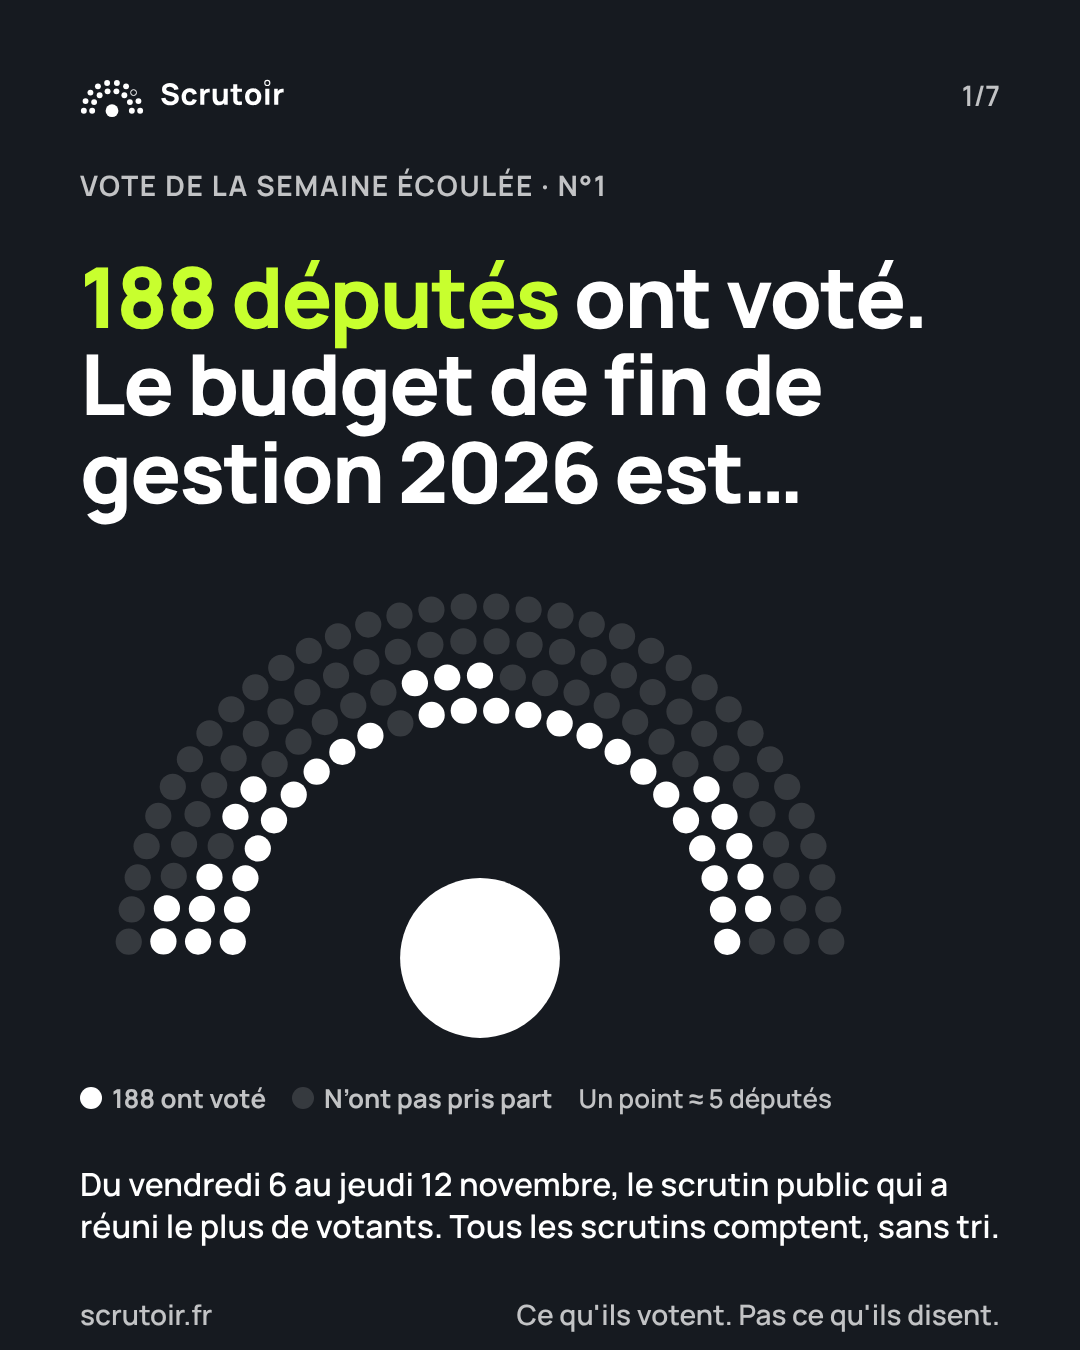 Scrutoir
1/7
VOTE DE LA SEMAINE ÉCOULÉE · N°1
188 députés ont voté.
Le budget de fin de
gestion 2026 est…
188 ont voté
N’ont pas pris part
Un point ≈ 5 députés
Du vendredi 6 au jeudi 12 novembre, le scrutin public qui a
réuni le plus de votants. Tous les scrutins comptent, sans tri.
scrutoir.fr
Ce qu'ils votent. Pas ce qu'ils disent.